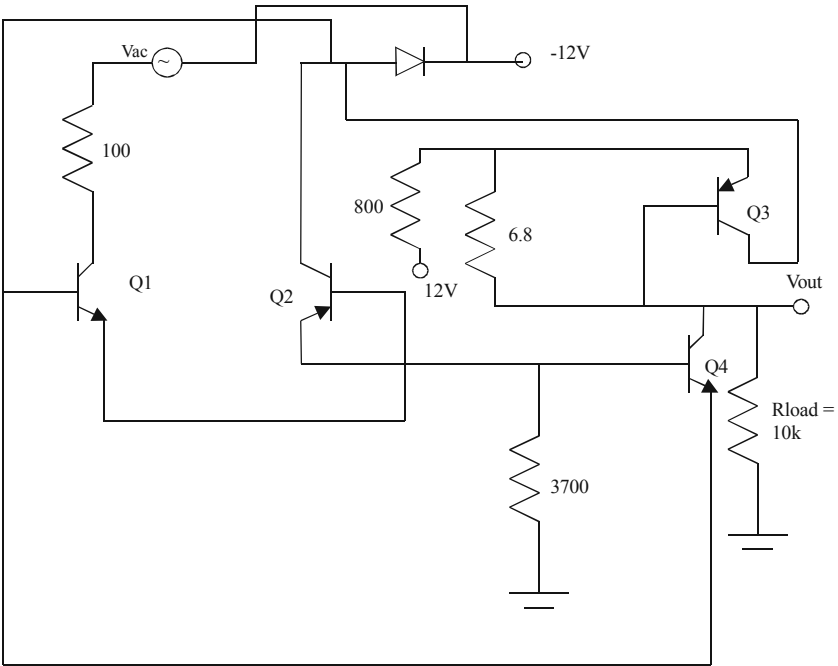 Vac
~
-12V
100
800
6.8
Q3
12V
Q1
Q2
Vout
Q4
Rload =
10k
3700